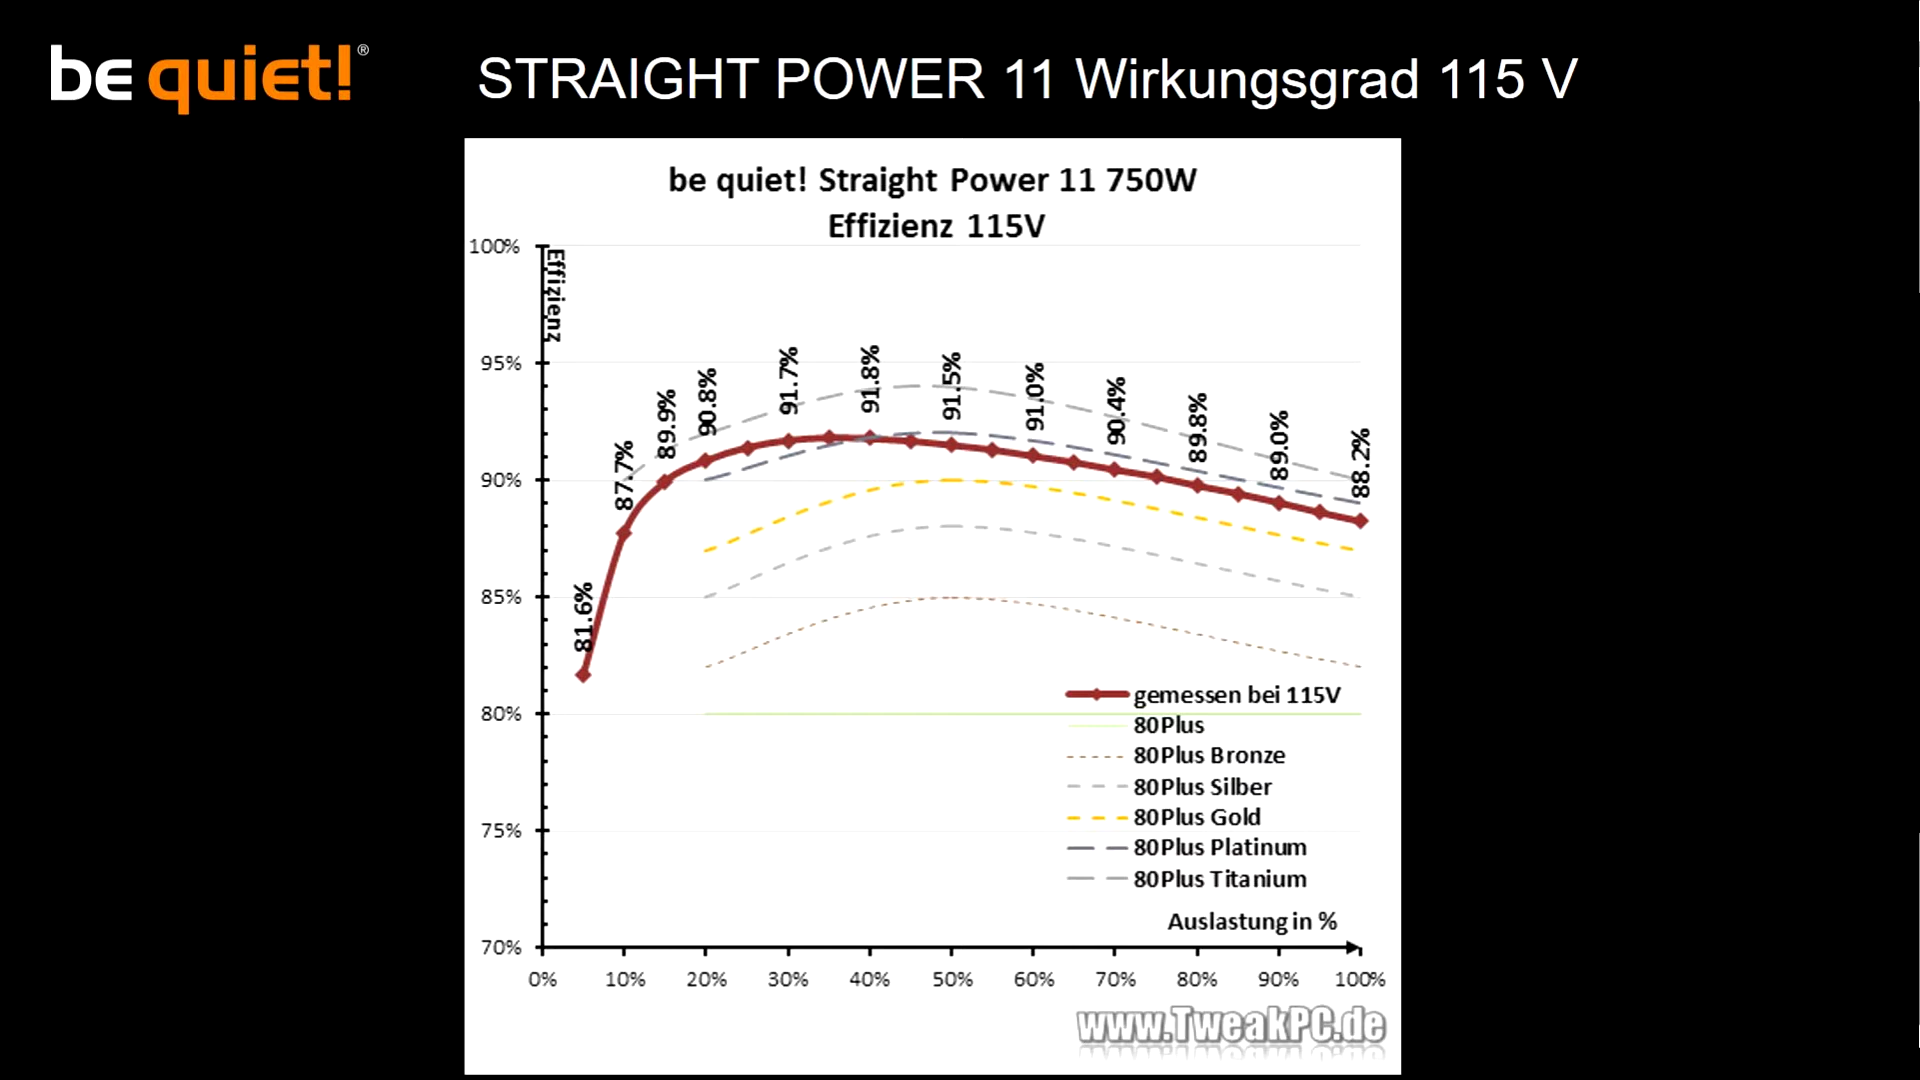 be quiet!®
STRAIGHT POWER 11 Wirkungsgrad 115 V
be quiet! Straight Power 11 750W
Effizienz 115V
Effizienz
100%
95%
90%
85%
80%
75%
70%
81.6%
87.7%
89.9%
90.8%
91.7%
91.8%
91.5%
91.0%
90.4%
89.8%
89.0%
88.2%
gemessen bei 115V
80Plus
80Plus Bronze
80Plus Silber
80Plus Gold
80Plus Platinum
80Plus Titanium
Auslastung in %
0% 10% 20% 30% 40% 50% 60% 70% 80% 90% 100%
www.TweakPC.de